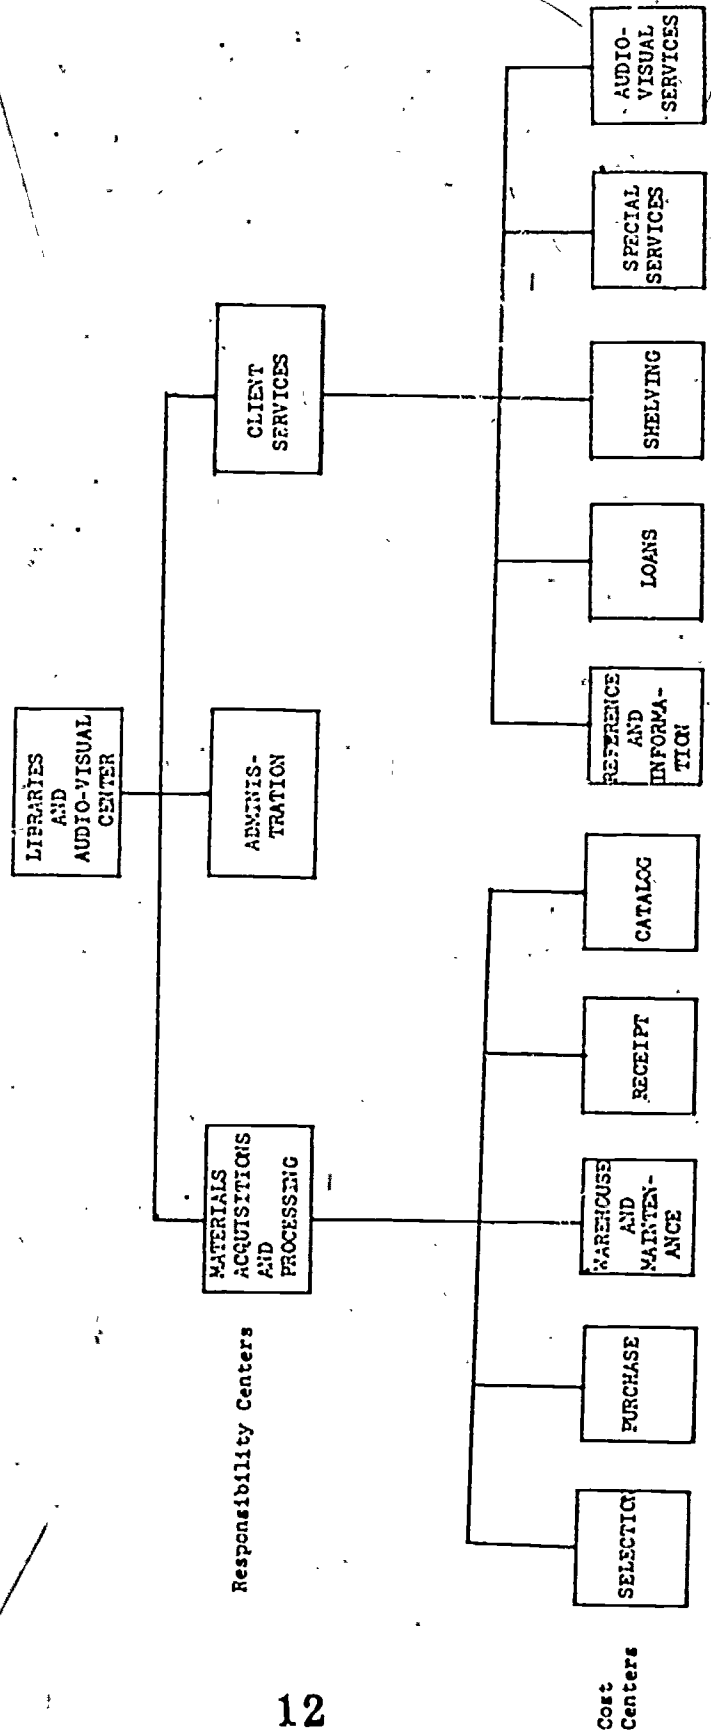 LIBRARIES
AND
AUDIO-VISUAL
CENTER
Responsibility Centers
MATERIALS
ACQUISITIONS
AND
PROCESSING
ADMINIS-
TRATION
CLIENT
SERVICES
Cost
Centers
SELECTION
PURCHASE
WAREHOUSE
AND
MAINTEN-
ANCE
RECEIPT
CATALOG
REFERENCE
AND
INFORMA-
TION
LOANS
SHELVING
SPECIAL
SERVICES
AUDIO-
VISUAL
SERVICES
12